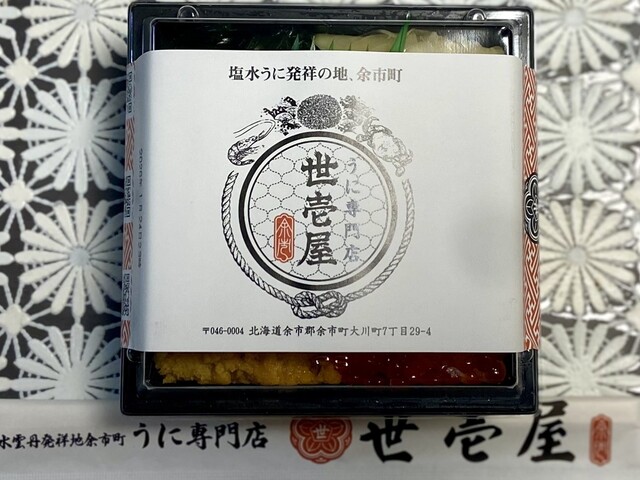 塩水うに発祥の地、余市町
うに専門店
世壱屋
余市
〒046-0004 北海道余市郡余市町大川町7丁目29-4
水雲丹発祥地余市町 うに専門店 世 世壱屋